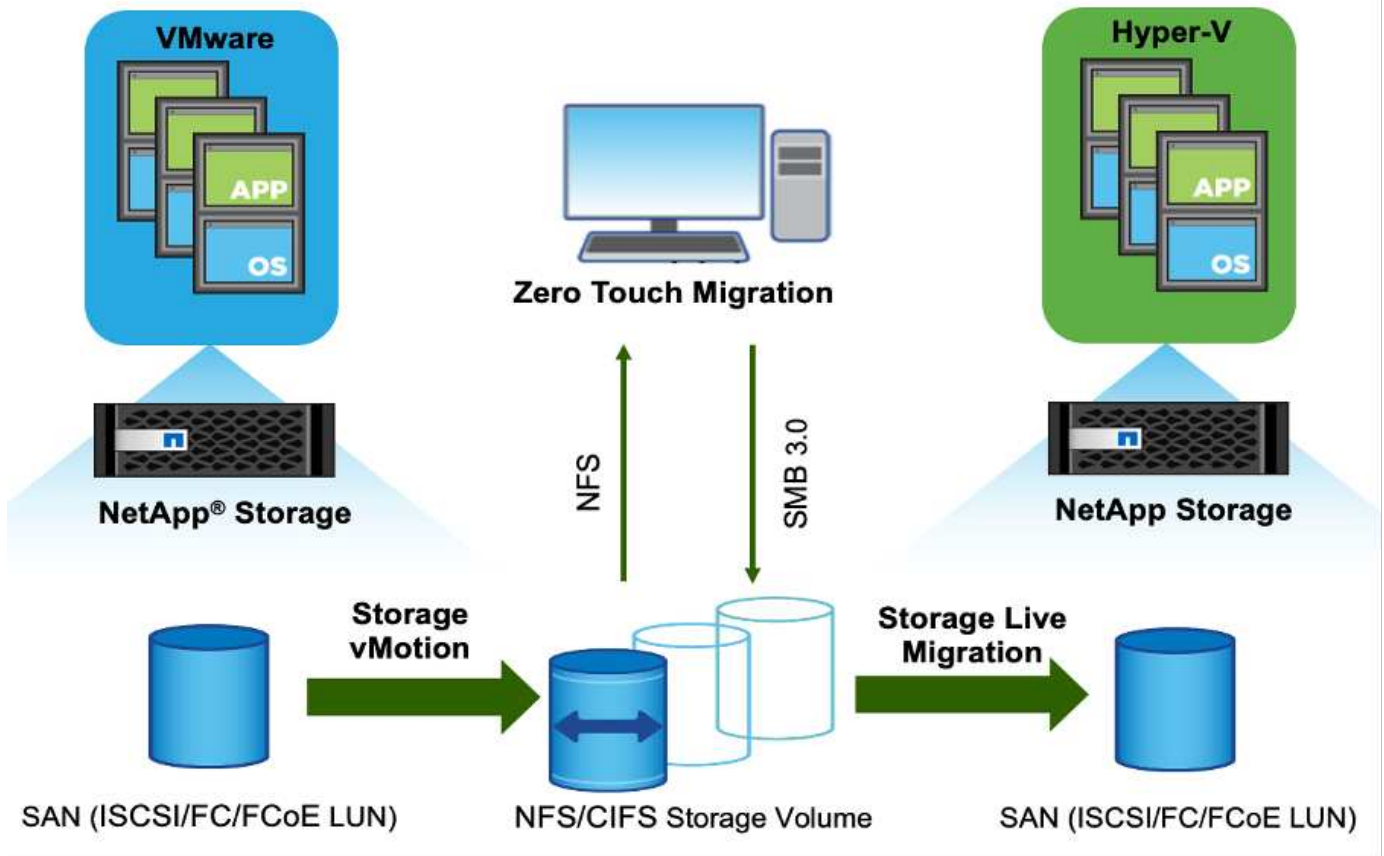 VMware
APP
OS
NetApp® Storage
Zero Touch Migration
NFS
SMB 3.0
Hyper-V
APP
OS
NetApp Storage
Storage
vMotion
Storage Live
Migration
SAN (ISCSI/FC/FCoE LUN)
NFS/CIFS Storage Volume
SAN (ISCSI/FC/FCoE LUN)